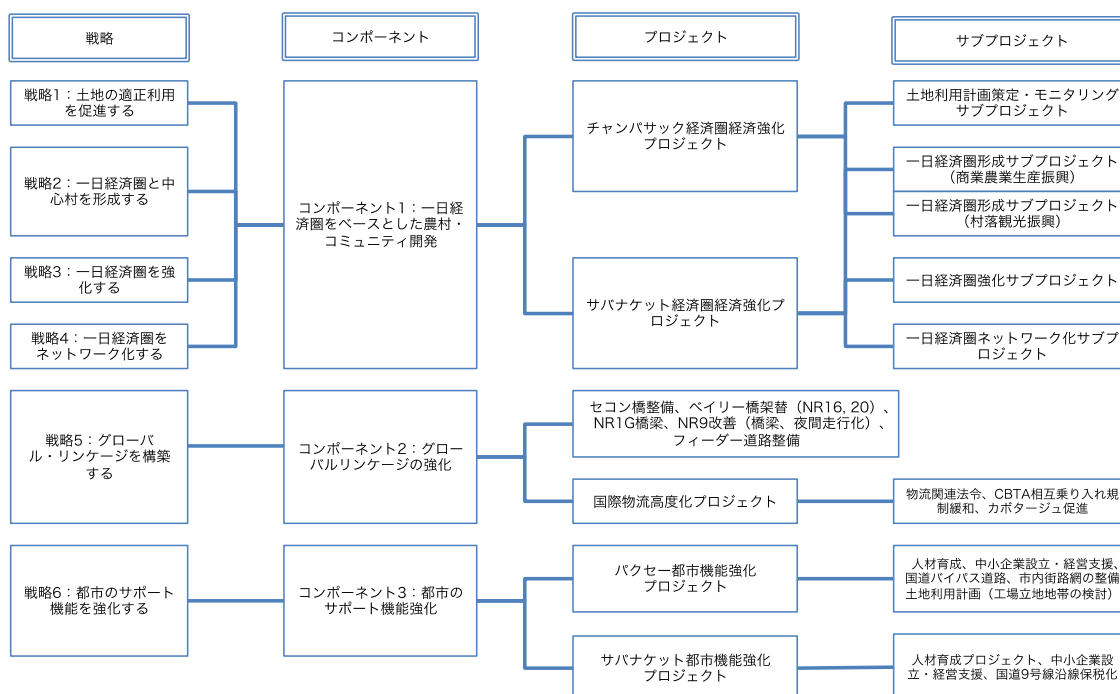 戦略
コンポーネント
プロジェクト
サブプロジェクト
戦略1：土地の適正利用
を促進する
戦略2：一日経済圏と中
心村を形成する
戦略3：一日経済圏を強
化する
戦略4：一日経済圏を
ネットワーク化する
コンポーネント1：一日経
済圏をベースとした農村・
コミュニティ開発
チャンパサック経済圏経済強化
プロジェクト
サバナケット経済圏経済強化プ
ロジェクト
土地利用計画策定・モニタリング
サブプロジェクト
一日経済圏形成サブプロジェクト
（商業農業生産振興）
一日経済圏形成サブプロジェクト
（村落観光振興）
一日経済圏強化サブプロジェクト
一日経済圏ネットワーク化サブプ
ロジェクト
戦略5：グローバ
ル・リンケージを構築
する
コンポーネント2：グロー
バルリンケージの強化
セコン橋整備、ベイリー橋架替（NR16, 20）、
NR1G橋梁、NR9改善（橋梁、夜間走行化）、
フィーダー道路整備
国際物流高度化プロジェクト
物流関連法令、CBTA相互乗り入れ規
制緩和、カボタージュ促進
戦略6：都市のサポート
機能を強化する
コンポーネント3：都市の
サポート機能強化
パクセー都市機能強化
プロジェクト
人材育成、中小企業設立・経営支援、
国道バイパス道路、市内街路網の整備
土地利用計画（工場立地地帯の検討）
サバナケット都市機能強化
プロジェクト
人材育成プロジェクト、中小企業設
立・経営支援、国道9号線沿線保税化